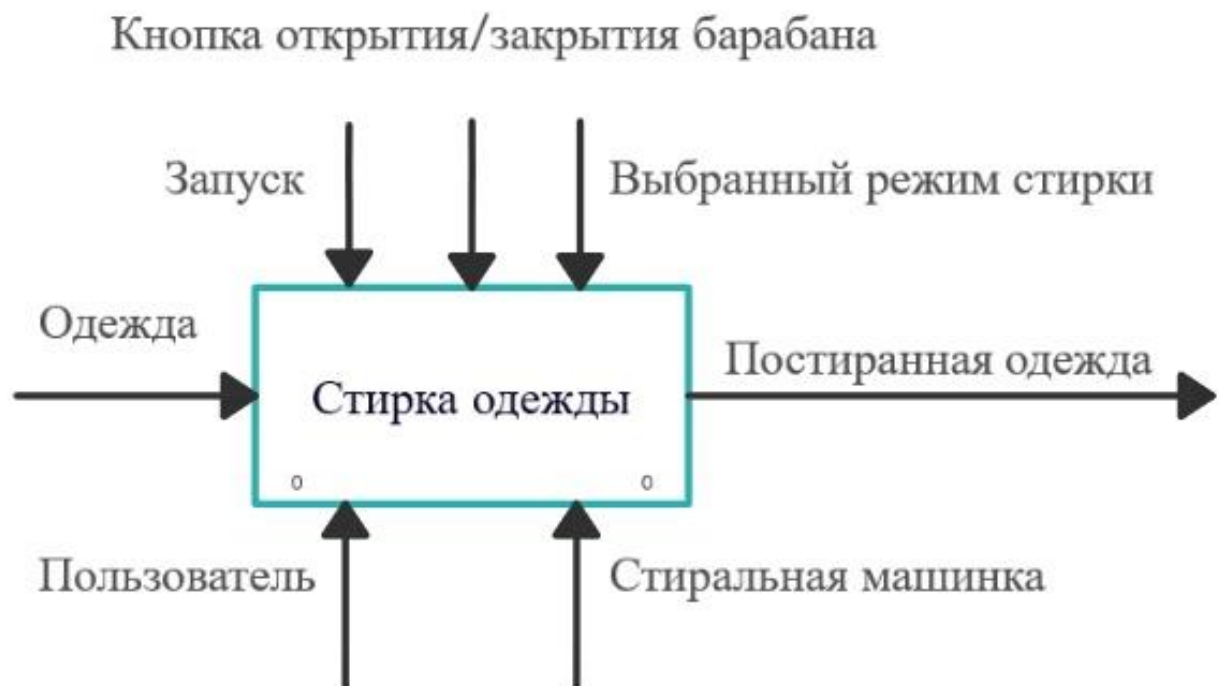 Кнопка открытия/закрытия барабана
Запуск
Выбранный режим стирки
Одежда
Постиранная одежда
Стирка одежды
0 0
Пользователь
Стиральная машинка